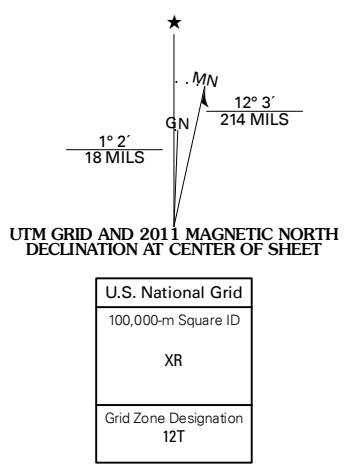 MN
12° 3´
214 MILS
GN
1° 2´
18 MILS
UTM GRID AND 2011 MAGNETIC NORTH
DECLINATION AT CENTER OF SHEET
U.S. National Grid
100,000-m Square ID
XR
Grid Zone Designation
12T